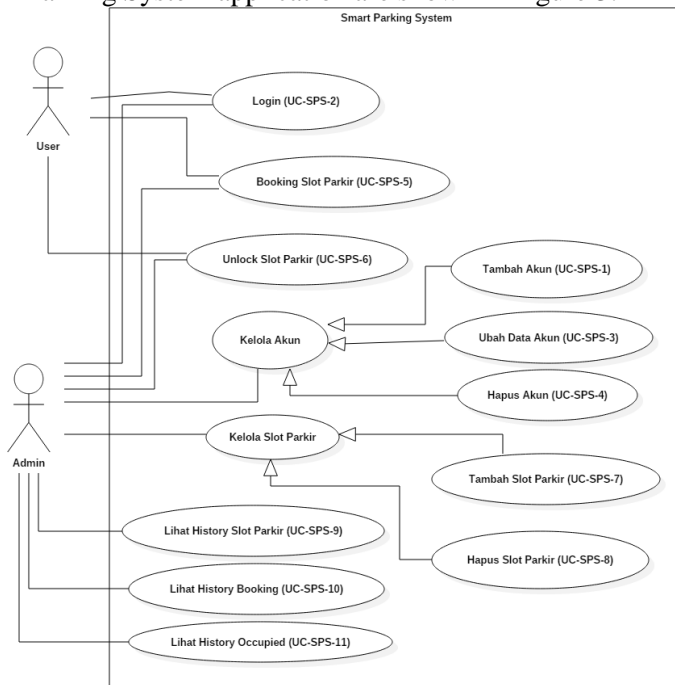 Smart Parking System
User
Login (UC-SPS-2)
Booking Slot Parkir (UC-SPS-5)
Unlock Slot Parkir (UC-SPS-6)
Tambah Akun (UC-SPS-1)
Kelola Akun
Ubah Data Akun (UC-SPS-3)
Hapus Akun (UC-SPS-4)
Admin
Kelola Slot Parkir
Tambah Slot Parkir (UC-SPS-7)
Lihat History Slot Parkir (UC-SPS-9)
Hapus Slot Parkir (UC-SPS-8)
Lihat History Booking (UC-SPS-10)
Lihat History Occupied (UC-SPS-11)